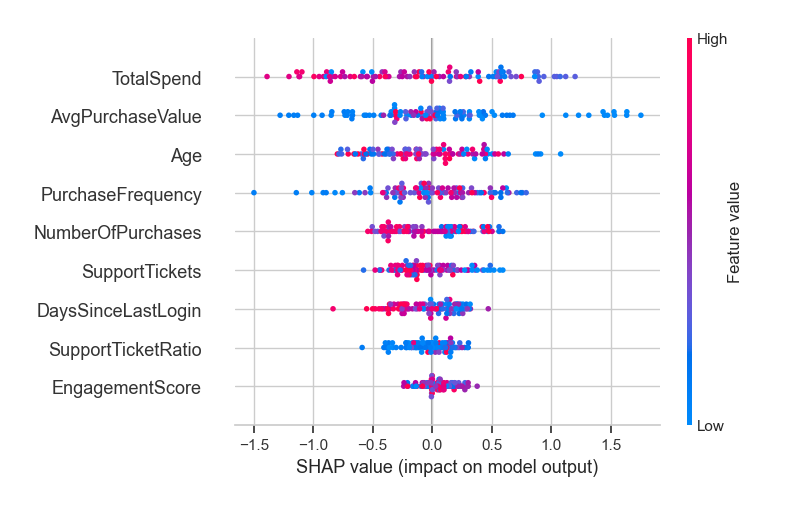 High
TotalSpend
AvgPurchaseValue
Age
PurchaseFrequency
NumberOfPurchases
SupportTickets
DaysSinceLastLogin
SupportTicketRatio
EngagementScore
Feature value
Low
−1.5 −1.0 −0.5 0.0 0.5 1.0 1.5
SHAP value (impact on model output)